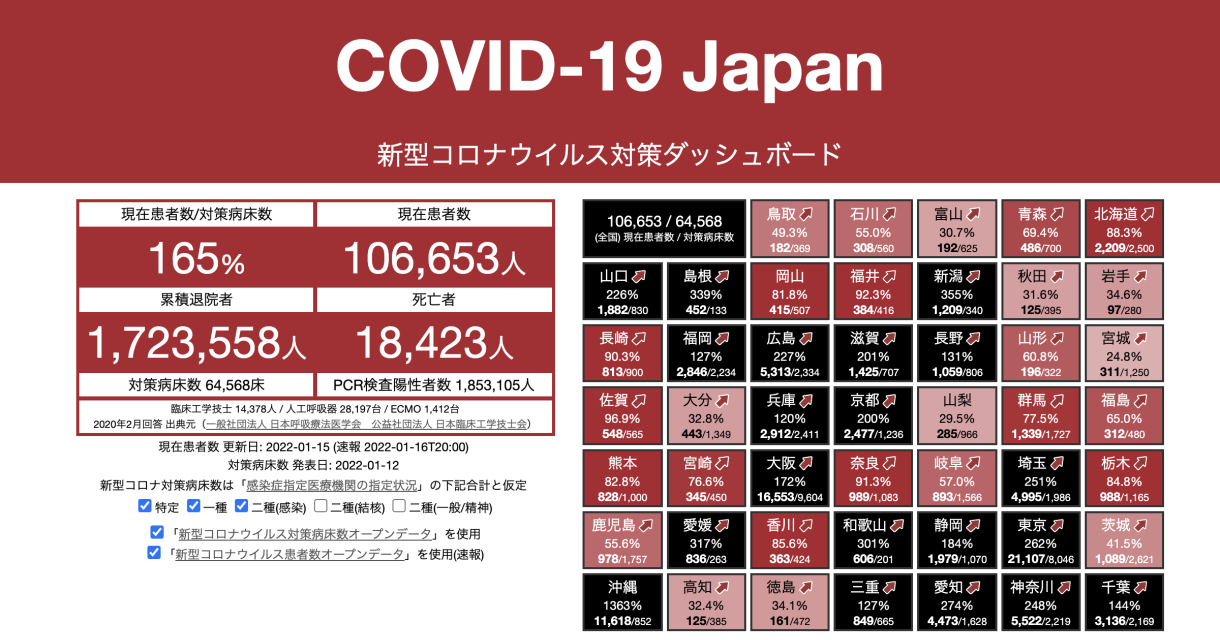 COVID-19 Japan
新型コロナウイルス対策ダッシュボード
現在患者数/対策病床数
現在患者数
165%
106,653人
累積退院者
死亡者
1,723,558人
18,423人
対策病床数 64,568床
PCR検査陽性者数 1,853,105人
臨床工学技士 14,378人 / 人工呼吸器 28,197台 / ECMO 1,412台
2020年2月回答 出典元（一般社団法人 日本呼吸療法医学会　公益社団法人 日本臨床工学技士会）
現在患者数 更新日: 2022-01-15 (速報 2022-01-16T20:00)
対策病床数 発表日: 2022-01-12
新型コロナ対策病床数は「感染症指定医療機関の指定状況」の下記合計と仮定
特定 一種 二種(感染) 二種(結核) 二種(一般/精神)
「新型コロナウイルス対策病床数オープンデータ」を使用
「新型コロナウイルス患者数オープンデータ」を使用(速報)
106,653 / 64,568
(全国) 現在患者数 / 対策病床数
鳥取
49.3%
182/369
石川
55.0%
308/560
富山
30.7%
192/625
青森
69.4%
486/700
北海道
88.3%
2,209/2,500
山口
226%
1,882/830
島根
339%
452/133
岡山
81.8%
415/507
福井
92.3%
384/416
新潟
355%
1,209/340
秋田
31.6%
125/395
岩手
34.6%
97/280
長崎
90.3%
813/900
福岡
127%
2,846/2,234
広島
227%
5,313/2,334
滋賀
201%
1,425/707
長野
131%
1,059/806
山形
60.8%
196/322
宮城
24.8%
311/1,250
佐賀
96.9%
548/565
大分
32.8%
443/1,349
兵庫
120%
2,912/2,411
京都
200%
2,477/1,236
山梨
29.5%
285/966
群馬
77.5%
1,339/1,727
福島
65.0%
312/480
熊本
82.8%
828/1,000
宮崎
76.6%
345/450
大阪
172%
16,553/9,604
奈良
91.3%
989/1,083
岐阜
57.0%
893/1,566
埼玉
251%
4,995/1,986
栃木
84.8%
988/1,165
鹿児島
55.6%
978/1,757
愛媛
317%
836/263
香川
85.6%
363/424
和歌山
301%
606/201
静岡
184%
1,979/1,070
東京
262%
21,107/8,046
茨城
41.5%
1,089/2,621
沖縄
1363%
11,618/852
高知
32.4%
125/385
徳島
34.1%
161/472
三重
127%
849/665
愛知
274%
4,473/1,628
神奈川
248%
5,522/2,219
千葉
144%
3,136/2,169